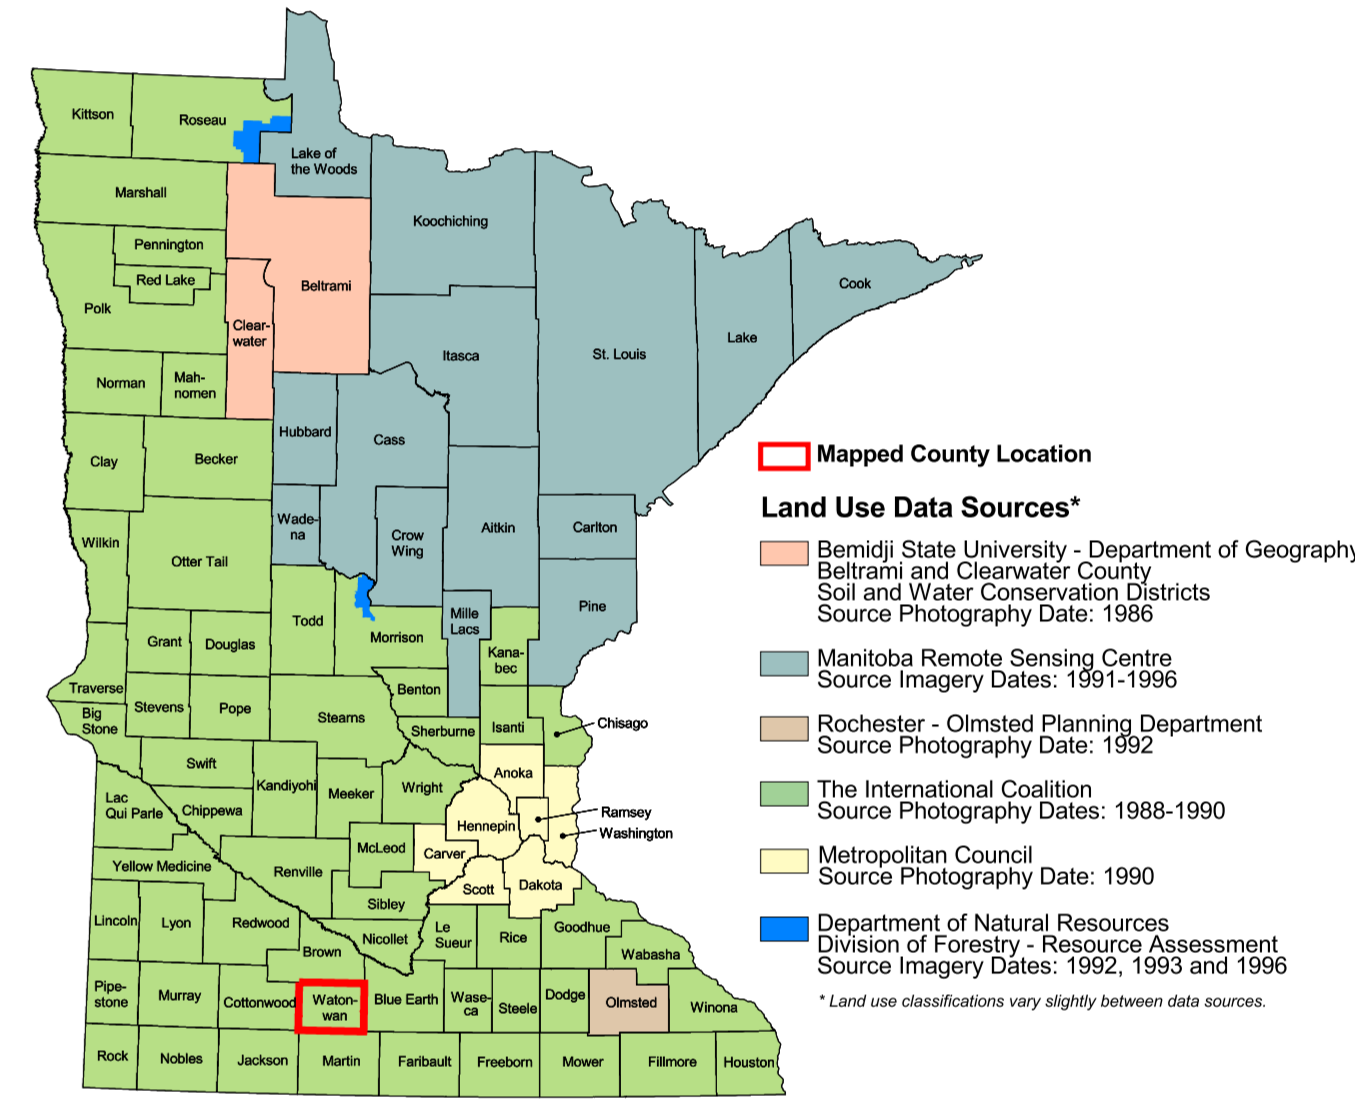 Kittson
Roseau
Lake of
the Woods
Marshall
Koochiching
Pennington
Red Lake
Beltrami
Cook
Polk
Clear-
water
Lake
St. Louis
Itasca
Norman
Mah-
nomen
Hubbard
Cass
Clay
Becker
Wade-
na
Crow
Wing
Aitkin
Carlton
Wilkin
Otter Tail
Mille
Lacs
Pine
Todd
Morrison
Grant
Douglas
Kana-
bec
Traverse
Benton
Stevens
Pope
Big
Stone
Stearns
Sherburne
Isanti
Chisago
Swift
Anoka
Kandiyohi
Meeker
Wright
Lac
Qui Parle
Chippewa
Ramsey
Hennepin
Washington
McLeod
Carver
Yellow Medicine
Renville
Scott
Dakota
Sibley
Lincoln
Lyon
Redwood
Nicollet
Le
Sueur
Rice
Goodhue
Brown
Wabasha
Pipe-
stone
Murray
Cottonwood
Waton-
wan
Blue Earth
Wase-
ca
Steele
Dodge
Olmsted
Winona
Rock
Nobles
Jackson
Martin
Faribault
Freeborn
Mower
Fillmore
Houston
Mapped County Location
Land Use Data Sources*
Bemidji State University - Department of Geography
Beltrami and Clearwater County
Soil and Water Conservation Districts
Source Photography Date: 1986
Manitoba Remote Sensing Centre
Source Imagery Dates: 1991-1996
Rochester - Olmsted Planning Department
Source Photography Date: 1992
The International Coalition
Source Photography Dates: 1988-1990
Metropolitan Council
Source Photography Date: 1990
Department of Natural Resources
Division of Forestry - Resource Assessment
Source Imagery Dates: 1992, 1993 and 1996
* Land use classifications vary slightly between data sources.